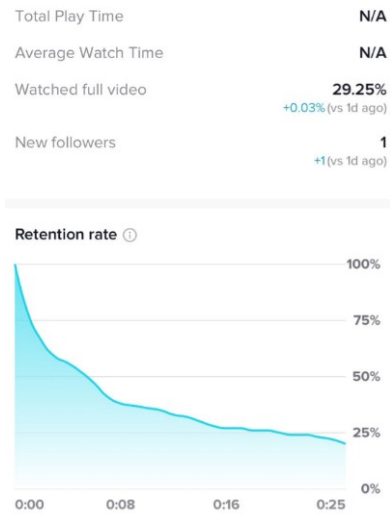 Total Play Time N/A
Average Watch Time N/A
Watched full video 29.25%
+0.03% (vs 1d ago)
New followers 1
+1 (vs 1d ago)
Retention rate
100%
75%
50%
25%
0%
0:00 0:08 0:16 0:25